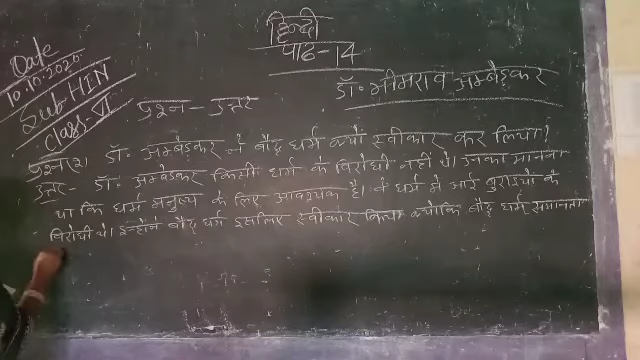 हिन्दी
पाठ-14
Date
10.10.2020
Sub HIN
Class-VI
डॉ॰ भीमराव अम्बेडकर
प्रश्न - उत्तर
प्रश्न(2) डॉ॰ अम्बेडकर ने बौद्ध धर्म क्यों स्वीकार कर लिया?
उत्तर- डॉ॰ अम्बेडकर किसी धर्म के विरोधी नहीं थे। उनका मानना
था कि धर्म मनुष्य के लिए आवश्यक है। वे धर्म में आई बुराइयों के
विरोधी थे। इन्होंने बौद्ध धर्म इसलिए स्वीकार किया क्योंकि बौद्ध धर्म समानता